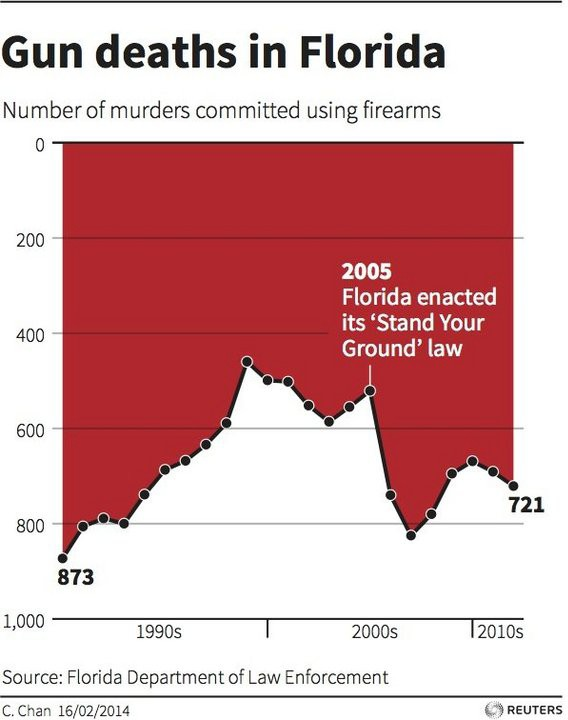 Gun deaths in Florida
Number of murders committed using firearms
0
200
2005
Florida enacted
its ‘Stand Your
Ground’ law
400
600
721
800
873
1,000
1990s 2000s 2010s
Source: Florida Department of Law Enforcement
C. Chan 16/02/2014 REUTERS